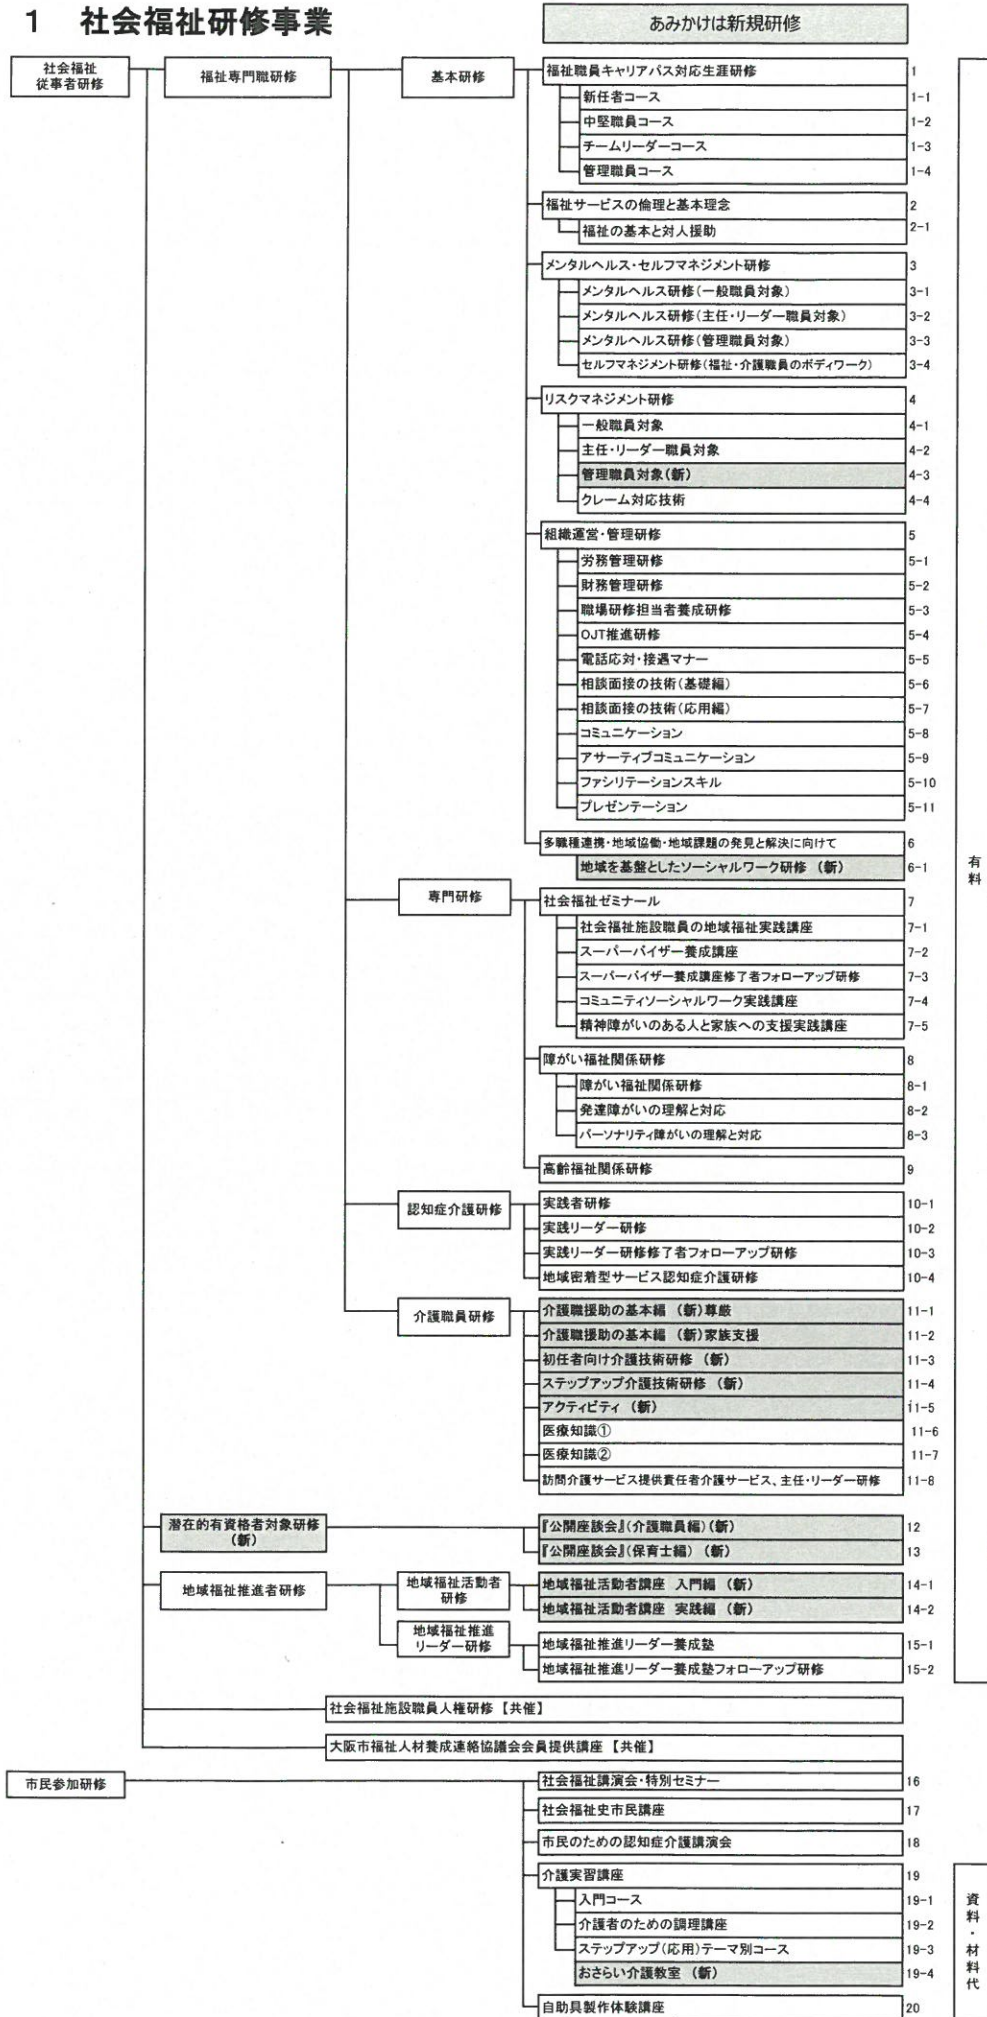 1 社会福祉研修事業
あみかけは新規研修
社会福祉
従事者研修
福祉専門職研修
基本研修
福祉職員キャリアパス対応生涯研修 1
新任者コース 1-1
中堅職員コース 1-2
チームリーダーコース 1-3
管理職員コース 1-4
福祉サービスの倫理と基本理念 2
福祉の基本と対人援助 2-1
メンタルヘルス・セルフマネジメント研修 3
メンタルヘルス研修(一般職員対象) 3-1
メンタルヘルス研修(主任・リーダー職員対象) 3-2
メンタルヘルス研修(管理職員対象) 3-3
セルフマネジメント研修(福祉・介護職員のボディワーク) 3-4
リスクマネジメント研修 4
一般職員対象 4-1
主任・リーダー職員対象 4-2
管理職員対象(新) 4-3
クレーム対応技術 4-4
組織運営・管理研修 5
労務管理研修 5-1
財務管理研修 5-2
職場研修担当者養成研修 5-3
OJT推進研修 5-4
電話応対・接遇マナー 5-5
相談面接の技術(基礎編) 5-6
相談面接の技術(応用編) 5-7
コミュニケーション 5-8
アサーティブコミュニケーション 5-9
ファシリテーションスキル 5-10
プレゼンテーション 5-11
多職種連携・地域協働・地域課題の発見と解決に向けて 6
地域を基盤としたソーシャルワーク研修 (新) 6-1
有料
専門研修
社会福祉ゼミナール 7
社会福祉施設職員の地域福祉実践講座 7-1
スーパーバイザー養成講座 7-2
スーパーバイザー養成講座修了者フォローアップ研修 7-3
コミュニティソーシャルワーク実践講座 7-4
精神障がいのある人と家族への支援実践講座 7-5
障がい福祉関係研修 8
障がい福祉関係研修 8-1
発達障がいの理解と対応 8-2
パーソナリティ障がいの理解と対応 8-3
高齢福祉関係研修 9
認知症介護研修
実践者研修 10-1
実践リーダー研修 10-2
実践リーダー研修修了者フォローアップ研修 10-3
地域密着型サービス認知症介護研修 10-4
介護職員研修
介護職援助の基本編 (新)尊厳 11-1
介護職援助の基本編 (新)家族支援 11-2
初任者向け介護技術研修 (新) 11-3
ステップアップ介護技術研修 (新) 11-4
アクティビティ (新) 11-5
医療知識① 11-6
医療知識② 11-7
訪問介護サービス提供責任者介護サービス、主任・リーダー研修 11-8
潜在的有資格者対象研修
(新)
『公開座談会』(介護職員編)(新) 12
『公開座談会』(保育士編) (新) 13
地域福祉推進者研修
地域福祉活動者
研修
地域福祉活動者講座 入門編 (新) 14-1
地域福祉活動者講座 実践編 (新) 14-2
地域福祉推進
リーダー研修
地域福祉推進リーダー養成塾 15-1
地域福祉推進リーダー養成塾フォローアップ研修 15-2
社会福祉施設職員人権研修 【共催】
大阪市福祉人材養成連絡協議会会員提供講座 【共催】
市民参加研修
社会福祉講演会・特別セミナー 16
社会福祉史市民講座 17
市民のための認知症介護講演会 18
介護実習講座 19
入門コース 19-1
介護者のための調理講座 19-2
ステップアップ(応用)テーマ別コース 19-3
おさらい介護教室 (新) 19-4
自助具製作体験講座 20
資料・材料代